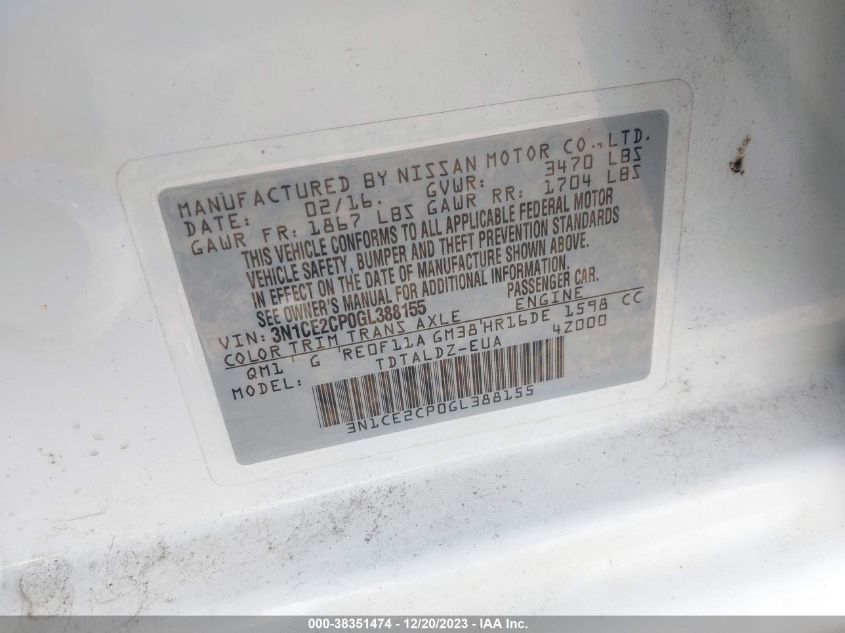 MANUFACTURED BY NISSAN MOTOR CO., LTD.
DATE: 02/16. GVWR: 3470 LBS
GAWR FR: 1867 LBS GAWR RR: 1704 LBS
THIS VEHICLE CONFORMS TO ALL APPLICABLE FEDERAL MOTOR
VEHICLE SAFETY, BUMPER AND THEFT PREVENTION STANDARDS
IN EFFECT ON THE DATE OF MANUFACTURE SHOWN ABOVE.
SEE OWNER'S MANUAL FOR ADDITIONAL INFORMATION.
VIN: 3N1CE2CP0GL388155 PASSENGER CAR.
COLOR TRIM TRANS AXLE ENGINE
QM1 G RE0F11A GM38 HR16DE 1598 CC
MODEL: TDTALDZ-EUA 4Z000
3N1CE2CP0GL388155
000-38351474 - 12/20/2023 - IAA Inc.